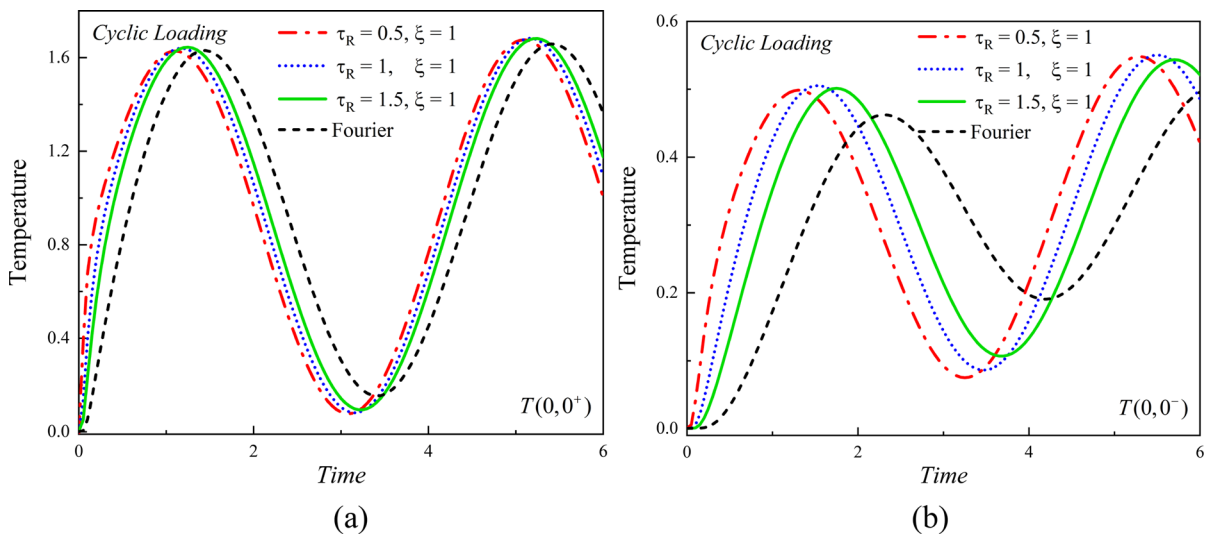 Cyclic Loading
τR = 0.5, ξ = 1
τR = 1, ξ = 1
τR = 1.5, ξ = 1
Fourier
1.6
1.2
0.8
0.4
0.0
Temperature
T(0,0⁺)
0 2 4 6
Time
(a)
Cyclic Loading
τR = 0.5, ξ = 1
τR = 1, ξ = 1
τR = 1.5, ξ = 1
Fourier
0.6
0.4
0.2
0.0
Temperature
T(0,0⁻)
0 2 4 6
Time
(b)